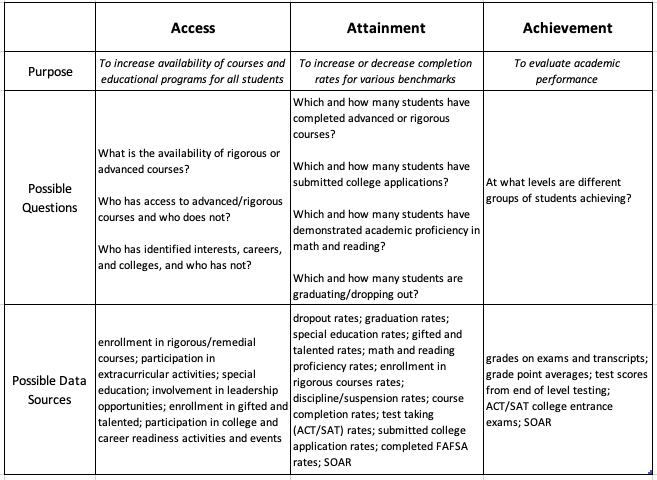 Access
Attainment
Achievement
Purpose
To increase availability of courses and
educational programs for all students
To increase or decrease completion
rates for various benchmarks
To evaluate academic
performance
Possible
Questions
What is the availability of rigorous or
advanced courses?
Who has access to advanced/rigorous
courses and who does not?
Who has identified interests, careers,
and colleges, and who has not?
Which and how many students have
completed advanced or rigorous
courses?
Which and how many students have
submitted college applications?
Which and how many students have
demonstrated academic proficiency in
math and reading?
Which and how many students are
graduating/dropping out?
At what levels are different
groups of students achieving?
Possible Data
Sources
enrollment in rigorous/remedial
courses; participation in
extracurricular activities; special
education; involvement in leadership
opportunities; enrollment in gifted and
talented; participation in college and
career readiness activities and events
dropout rates; graduation rates;
special education rates; gifted and
talented rates; math and reading
proficiency rates; enrollment in
rigorous courses rates;
discipline/suspension rates; course
completion rates; test taking
(ACT/SAT) rates; submitted college
application rates; completed FAFSA
rates; SOAR
grades on exams and transcripts;
grade point averages; test scores
from end of level testing;
ACT/SAT college entrance
exams; SOAR